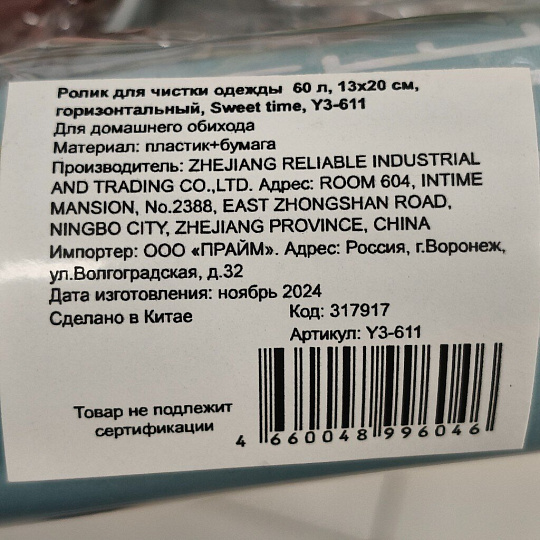 Ролик для чистки одежды 60 л, 13х20 см,
горизонтальный, Sweet time, Y3-611
Для домашнего обихода
Материал: пластик+бумага
Производитель: ZHEJIANG RELIABLE INDUSTRIAL
AND TRADING CO.,LTD. Адрес: ROOM 604, INTIME
MANSION, No.2388, EAST ZHONGSHAN ROAD,
NINGBO CITY, ZHEJIANG PROVINCE, CHINA
Импортер: ООО «ПРАЙМ». Адрес: Россия, г.Воронеж,
ул.Волгоградская, д.32
Дата изготовления: ноябрь 2024
Сделано в Китае
Код: 317917
Артикул: Y3-611
Товар не подлежит
сертификации
4 660048 996046